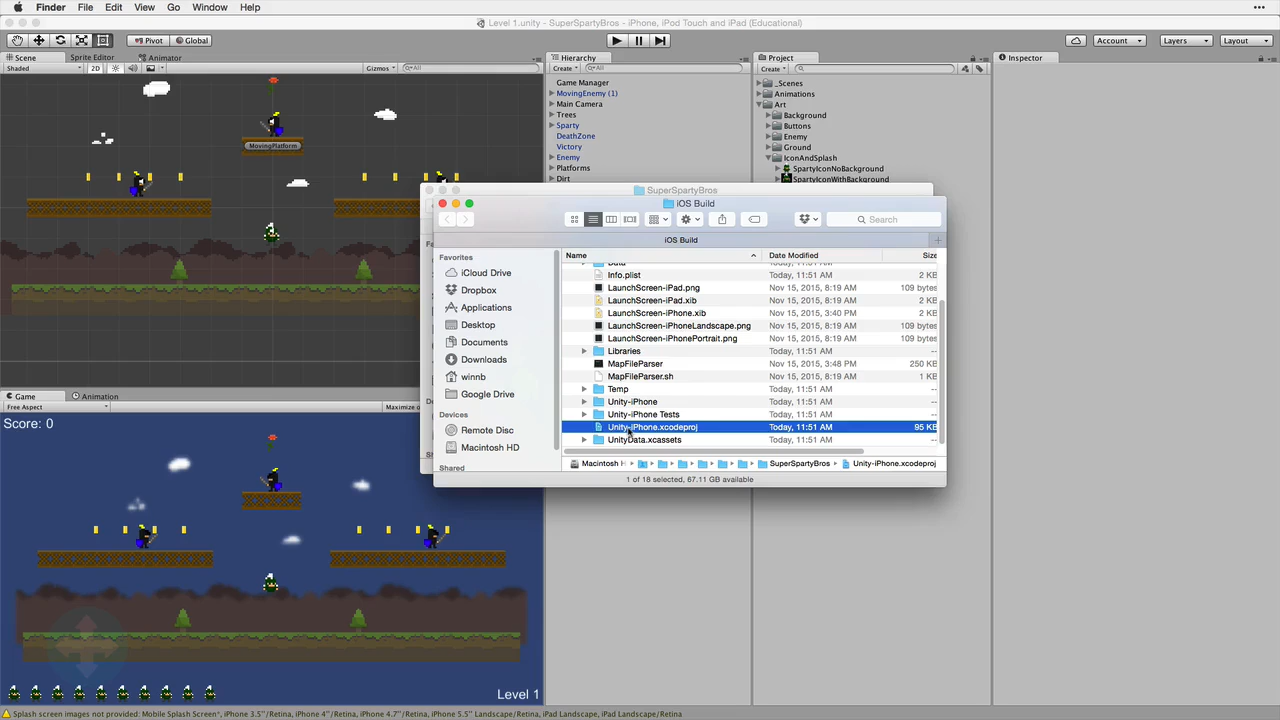 Finder File Edit View Go Window Help
Level 1.unity - SuperSpartyBros - iPhone, iPod Touch and iPad (Educational)
Pivot Global Account Layers Layout
Scene Sprite Editor Animator Hierarchy Project Inspector
Shaded 2D Gizmos All Create All Create
Game Manager
MovingEnemy (1)
Main Camera
Trees
Sparty
DeathZone
Victory
Enemy
Platforms
Dirt
_Scenes
Animations
Art
Background
Buttons
Enemy
Ground
IconAndSplash
SpartyIconNoBackground
SpartyIconWithBackground
MovingPlatform
SuperSpartyBros
iOS Build
Search
iOS Build
Favorites
iCloud Drive
Dropbox
Applications
Desktop
Documents
Downloads
winnb
Google Drive
Devices
Remote Disc
Macintosh HD
Shared
Name Date Modified Size
Data Today, 11:51 AM
Info.plist Today, 11:51 AM 2 KB
LaunchScreen-iPad.png Nov 15, 2015, 8:19 AM 109 bytes
LaunchScreen-iPad.xib Nov 15, 2015, 8:19 AM 2 KB
LaunchScreen-iPhone.xib Nov 15, 2015, 3:40 PM 2 KB
LaunchScreen-iPhoneLandscape.png Nov 15, 2015, 8:19 AM 109 bytes
LaunchScreen-iPhonePortrait.png Nov 15, 2015, 8:19 AM 109 bytes
Libraries Today, 11:51 AM --
MapFileParser Nov 15, 2015, 3:48 PM 250 KB
MapFileParser.sh Nov 15, 2015, 8:19 AM 1 KB
Temp Today, 11:51 AM --
Unity-iPhone Today, 11:51 AM --
Unity-iPhone Tests Today, 11:51 AM --
Unity-iPhone.xcodeproj Today, 11:51 AM 95 KB
UnityData.xcassets Today, 11:51 AM --
Macintosh H SuperSpartyBros Unity-iPhone.xcodeproj
1 of 18 selected, 67.11 GB available
Game Animation
Free Aspect Maximize o
Score: 0
Level 1
Splash screen images not provided: Mobile Splash Screen*, iPhone 3.5"/Retina, iPhone 4"/Retina, iPhone 4.7"/Retina, iPhone 5.5" Landscape/Retina, iPad Landscape, iPad Landscape/Retina